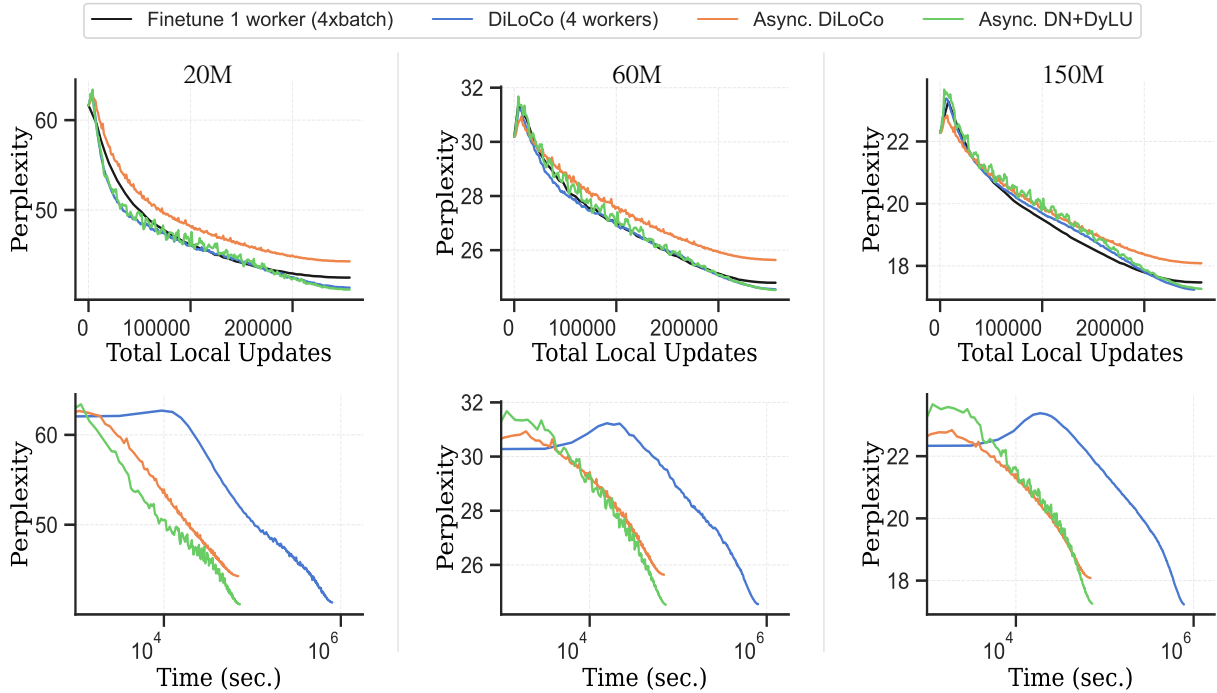 Finetune 1 worker (4xbatch) DiLoCo (4 workers) Async. DiLoCo Async. DN+DyLU
20M 60M 150M
Perplexity
60
50
0 100000 200000
Total Local Updates
Perplexity
32
30
28
26
0 100000 200000
Total Local Updates
Perplexity
22
20
18
0 100000 200000
Total Local Updates
Perplexity
60
50
10^4 10^6
Time (sec.)
Perplexity
32
30
28
26
10^4 10^6
Time (sec.)
Perplexity
22
20
18
10^4 10^6
Time (sec.)